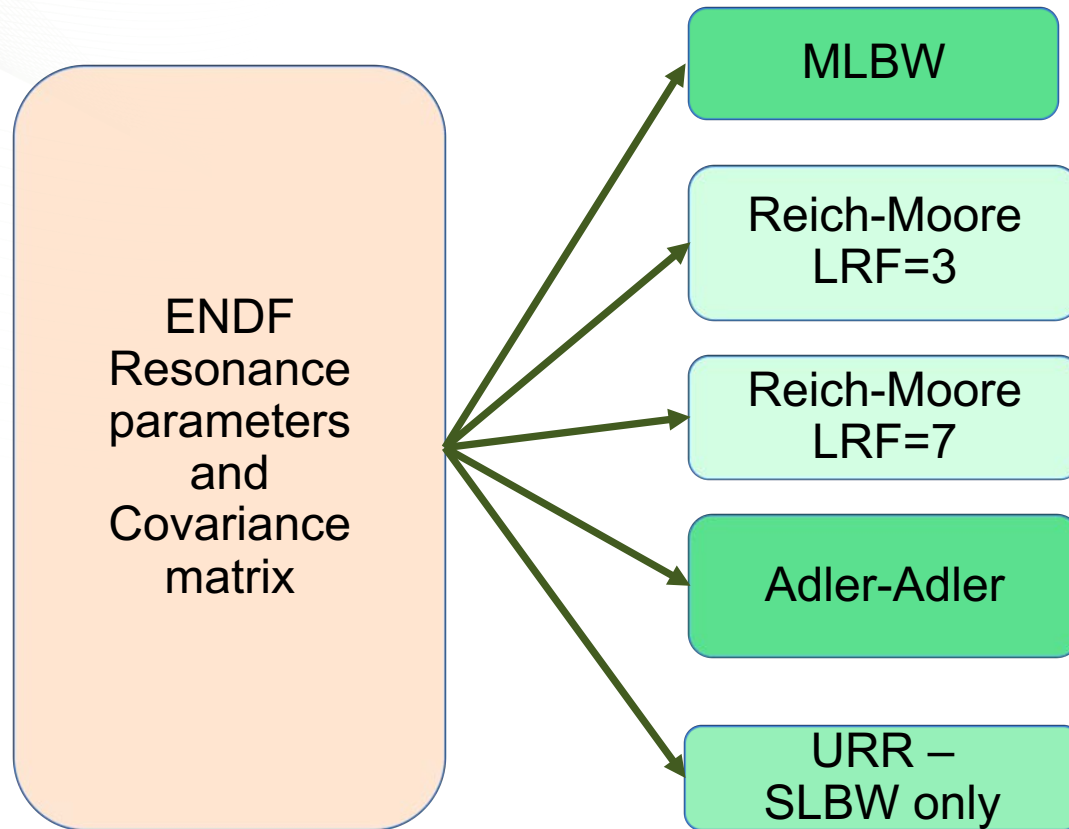 ENDF
Resonance
parameters
and
Covariance
matrix
MLBW
Reich-Moore
LRF=3
Reich-Moore
LRF=7
Adler-Adler
URR –
SLBW only